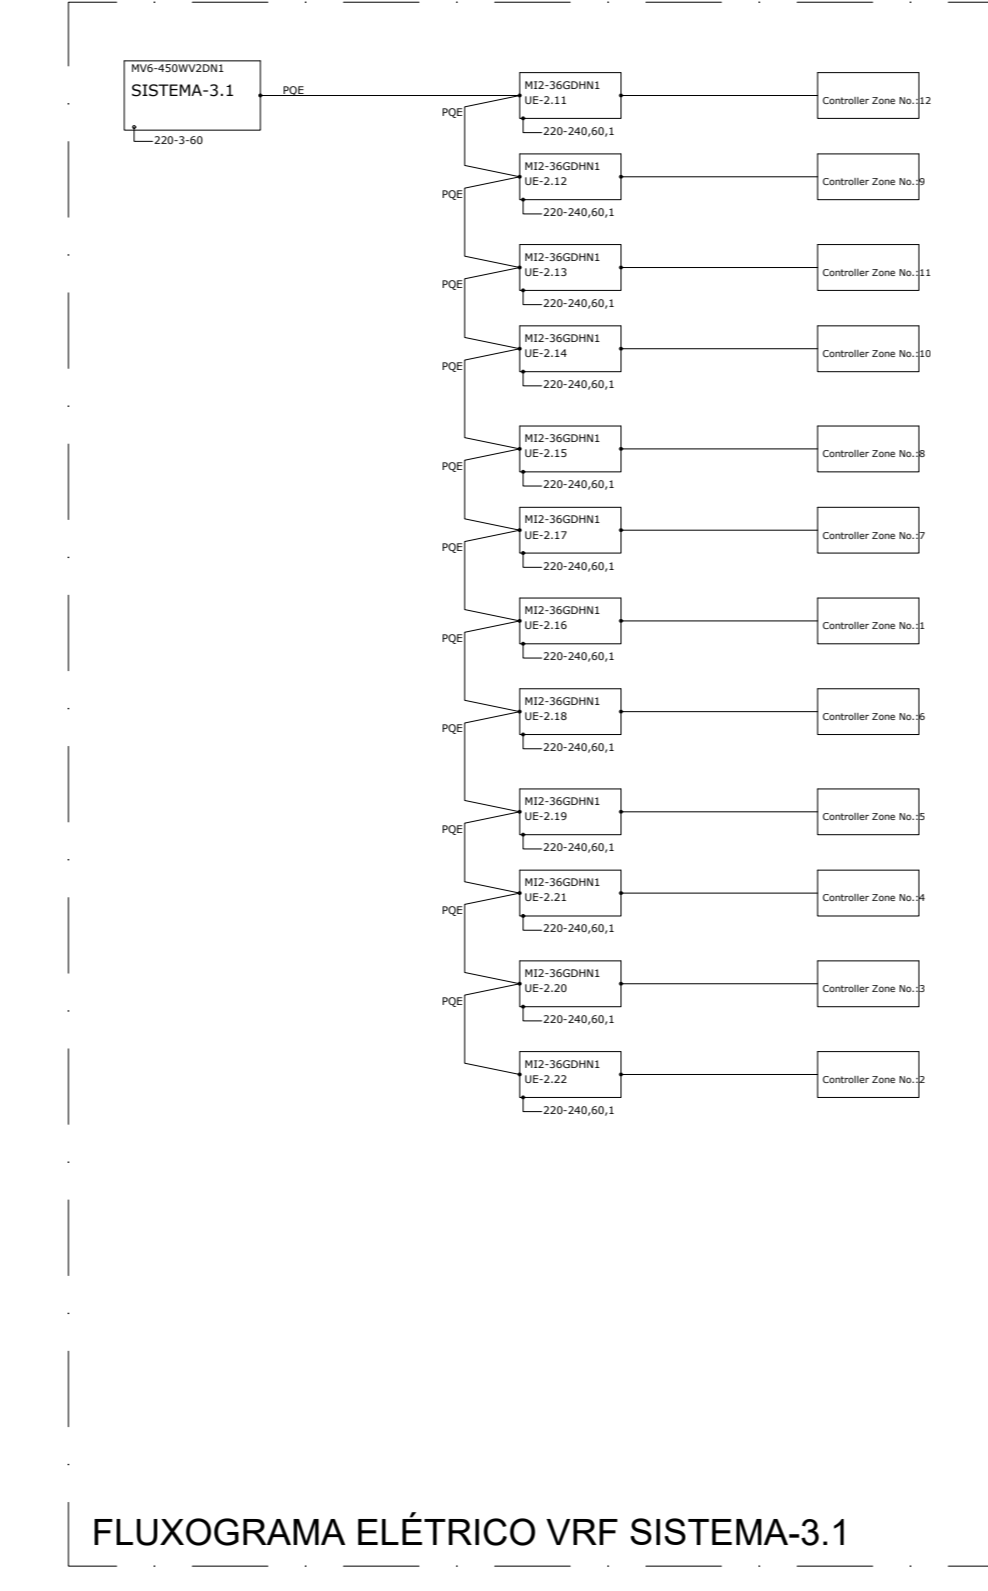 MV6-450WV2DN1
SISTEMA-3.1
220-3-60
PQE
MI2-36GDHN1
UE-2.11
220-240,60,1
Controller Zone No.:12
PQE
MI2-36GDHN1
UE-2.12
220-240,60,1
Controller Zone No.:9
PQE
MI2-36GDHN1
UE-2.13
220-240,60,1
Controller Zone No.:11
PQE
MI2-36GDHN1
UE-2.14
220-240,60,1
Controller Zone No.:10
PQE
MI2-36GDHN1
UE-2.15
220-240,60,1
Controller Zone No.:8
PQE
MI2-36GDHN1
UE-2.17
220-240,60,1
Controller Zone No.:7
PQE
MI2-36GDHN1
UE-2.16
220-240,60,1
Controller Zone No.:1
PQE
MI2-36GDHN1
UE-2.18
220-240,60,1
Controller Zone No.:6
PQE
MI2-36GDHN1
UE-2.19
220-240,60,1
Controller Zone No.:5
PQE
MI2-36GDHN1
UE-2.21
220-240,60,1
Controller Zone No.:4
PQE
MI2-36GDHN1
UE-2.20
220-240,60,1
Controller Zone No.:3
PQE
MI2-36GDHN1
UE-2.22
220-240,60,1
Controller Zone No.:2
FLUXOGRAMA ELÉTRICO VRF SISTEMA-3.1